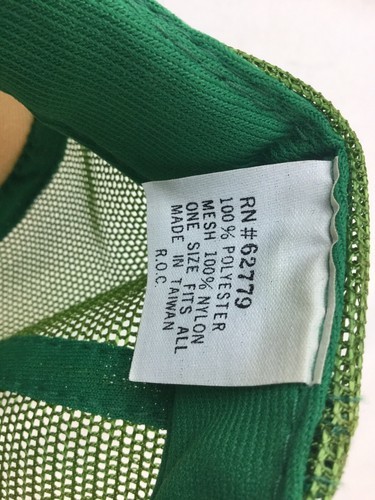 RN #62779
100% POLYESTER
MESH 100% NYLON
ONE SIZE FITS ALL
MADE IN TAIWAN
R.O.C.